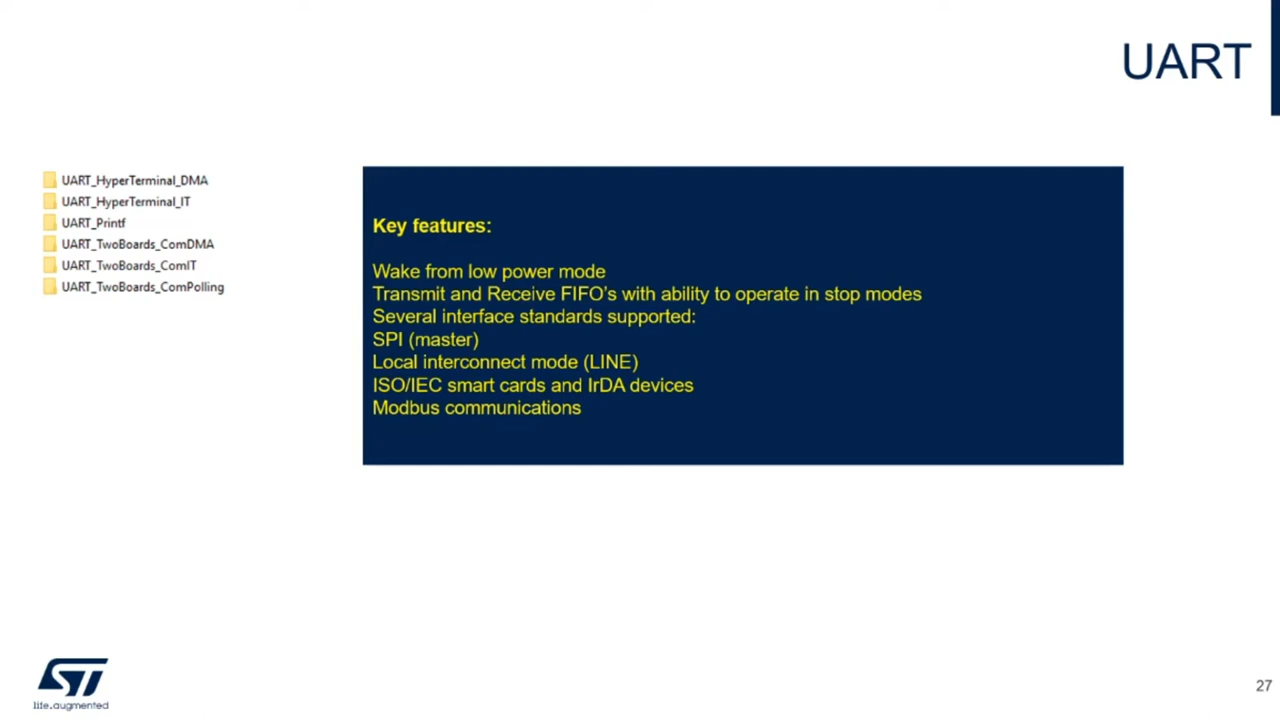 UART
UART_HyperTerminal_DMA
UART_HyperTerminal_IT
UART_Printf
UART_TwoBoards_ComDMA
UART_TwoBoards_ComIT
UART_TwoBoards_ComPolling
Key features:
Wake from low power mode
Transmit and Receive FIFO's with ability to operate in stop modes
Several interface standards supported:
SPI (master)
Local interconnect mode (LINE)
ISO/IEC smart cards and IrDA devices
Modbus communications
ST
life.augmented
27